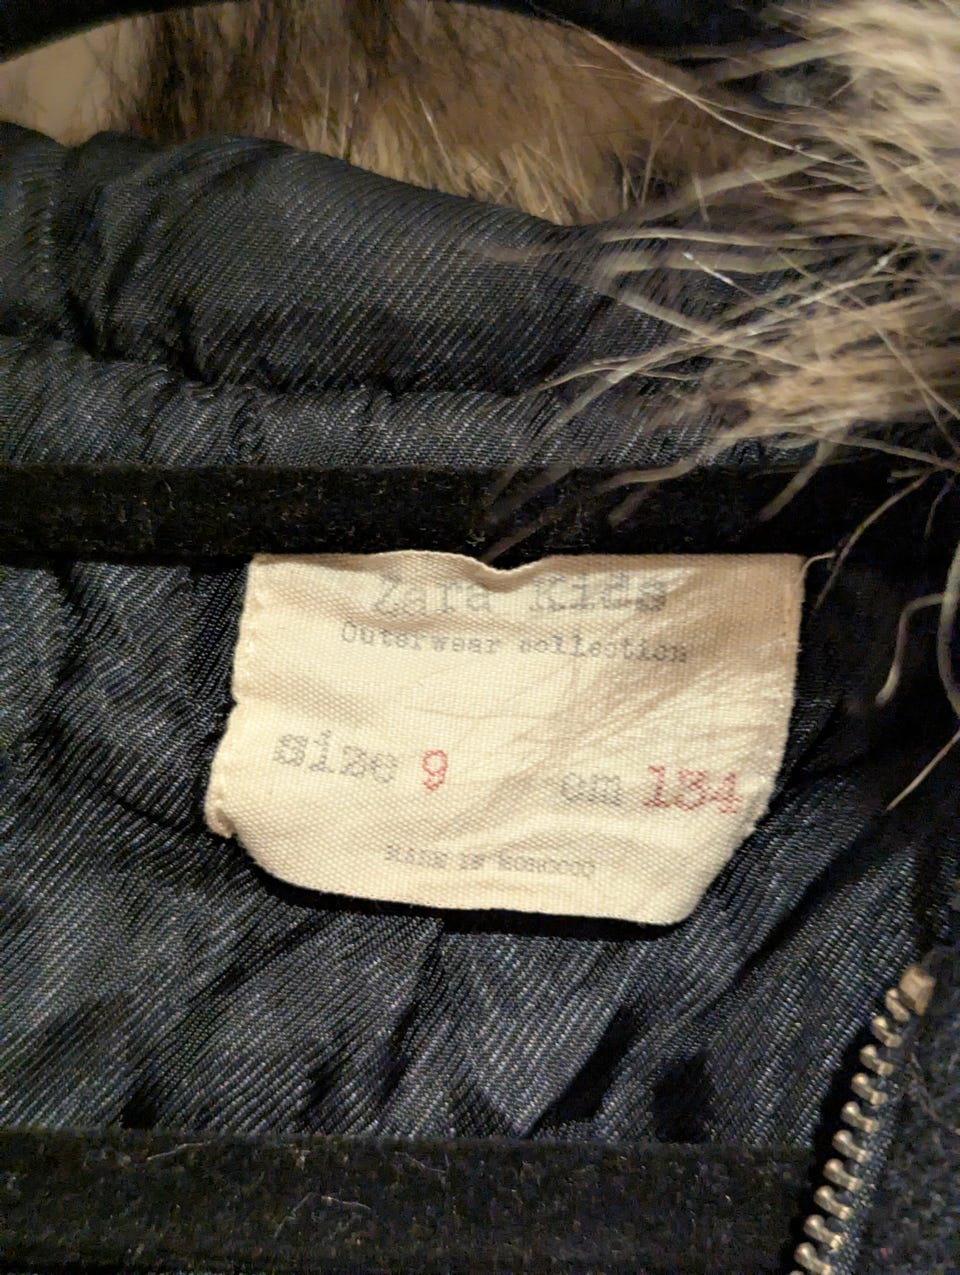 Zara Kids
Outerwear collection
size 9 cm 134
MADE IN MOROCCO